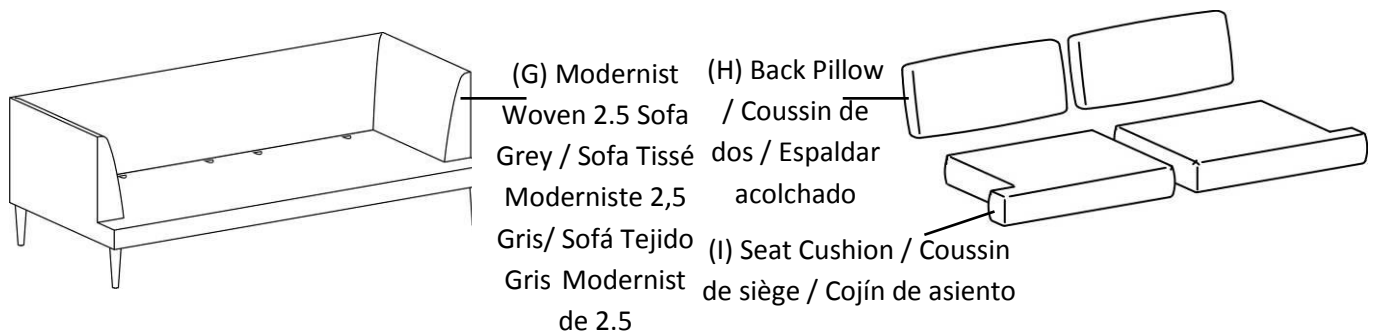 (G) Modernist
Woven 2.5 Sofa
Grey / Sofa Tissé
Moderniste 2,5
Gris/ Sofá Tejido
Gris Modernist
de 2.5
(H) Back Pillow
/ Coussin de
dos / Espaldar
acolchado
(I) Seat Cushion / Coussin
de siège / Cojín de asiento